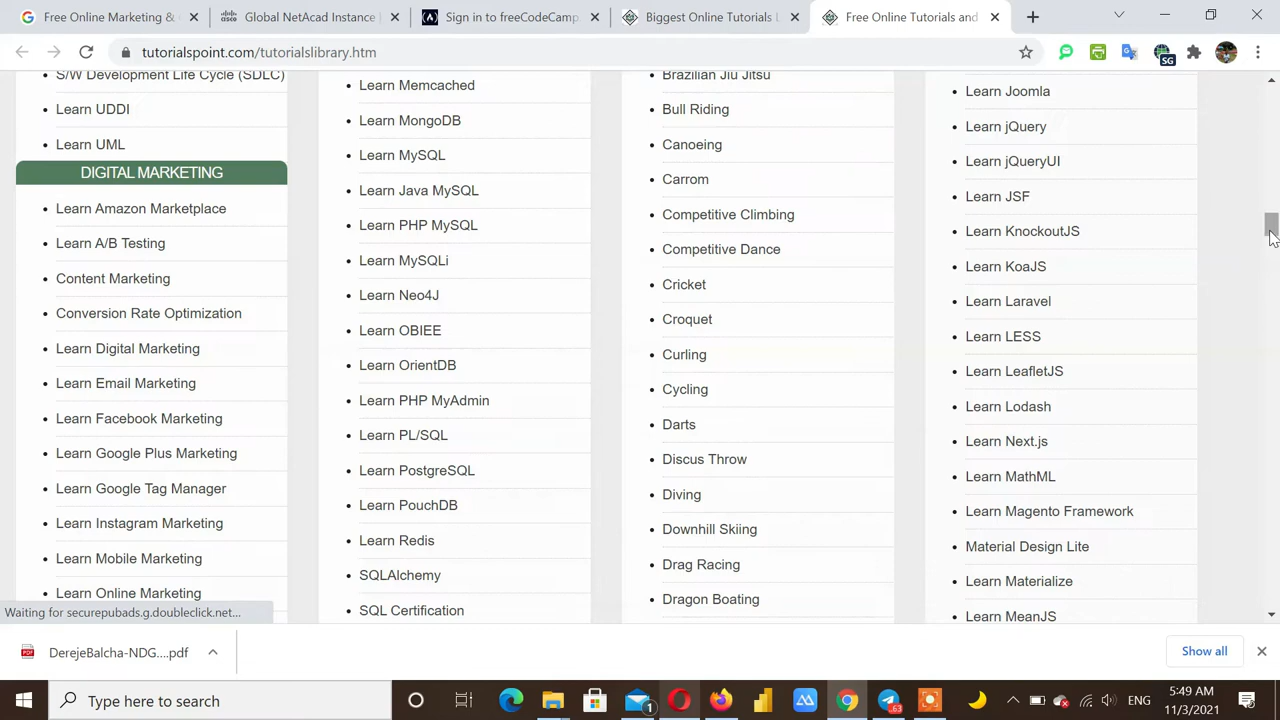 Free Online Marketing &
Global NetAcad Instance
Sign in to freeCodeCamp.
Biggest Online Tutorials L
Free Online Tutorials and
tutorialspoint.com/tutorialslibrary.htm
SG
S/W Development Life Cycle (SDLC)
Learn UDDI
Learn UML
DIGITAL MARKETING
Learn Amazon Marketplace
Learn A/B Testing
Content Marketing
Conversion Rate Optimization
Learn Digital Marketing
Learn Email Marketing
Learn Facebook Marketing
Learn Google Plus Marketing
Learn Google Tag Manager
Learn Instagram Marketing
Learn Mobile Marketing
Learn Online Marketing
Learn Memcached
Learn MongoDB
Learn MySQL
Learn Java MySQL
Learn PHP MySQL
Learn MySQLi
Learn Neo4J
Learn OBIEE
Learn OrientDB
Learn PHP MyAdmin
Learn PL/SQL
Learn PostgreSQL
Learn PouchDB
Learn Redis
SQLAlchemy
SQL Certification
Brazilian Jiu Jitsu
Bull Riding
Canoeing
Carrom
Competitive Climbing
Competitive Dance
Cricket
Croquet
Curling
Cycling
Darts
Discus Throw
Diving
Downhill Skiing
Drag Racing
Dragon Boating
Learn Joomla
Learn jQuery
Learn jQueryUI
Learn JSF
Learn KnockoutJS
Learn KoaJS
Learn Laravel
Learn LESS
Learn LeafletJS
Learn Lodash
Learn Next.js
Learn MathML
Learn Magento Framework
Material Design Lite
Learn Materialize
Learn MeanJS
Waiting for securepubads.g.doubleclick.net...
DerejeBalcha-NDG....pdf
Show all
Type here to search
1
63
ENG
5:49 AM
11/3/2021